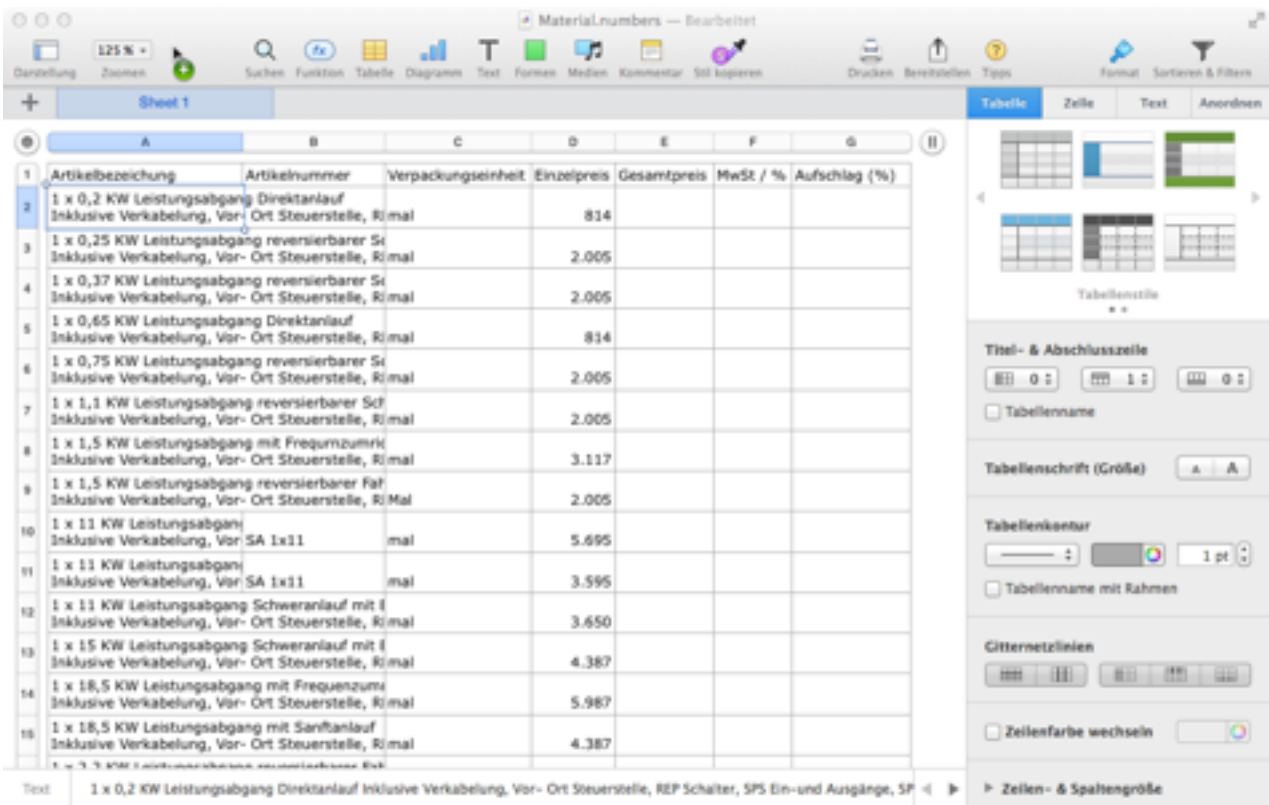 Material.numbers — Bearbeitet
125 %
Darstellung Zoomen Suchen Funktion Tabelle Diagramm Text Formen Medien Kommentar Stil kopieren Drucken Bereitstellen Tipps Format Sortieren & Filtern
Sheet 1
Tabelle Zelle Text Anordnen
A B C D E F G
1 Artikelbezeichung Artikelnummer Verpackungseinheit Einzelpreis Gesamtpreis MwSt / % Aufschlag (%)
2 1 x 0,2 KW Leistungsabgang Direktanlauf
Inklusive Verkabelung, Vor- Ort Steuerstelle, mal 814
3 1 x 0,25 KW Leistungsabgang reversierbarer
Inklusive Verkabelung, Vor- Ort Steuerstelle, mal 2.005
4 1 x 0,37 KW Leistungsabgang reversierbarer
Inklusive Verkabelung, Vor- Ort Steuerstelle, mal 2.005
5 1 x 0,65 KW Leistungsabgang Direktanlauf
Inklusive Verkabelung, Vor- Ort Steuerstelle, mal 814
6 1 x 0,75 KW Leistungsabgang reversierbarer
Inklusive Verkabelung, Vor- Ort Steuerstelle, mal 2.005
7 1 x 1,1 KW Leistungsabgang reversierbarer
Inklusive Verkabelung, Vor- Ort Steuerstelle, mal 2.005
8 1 x 1,5 KW Leistungsabgang mit
Inklusive Verkabelung, Vor- Ort Steuerstelle, mal 3.117
9 1 x 1,5 KW Leistungsabgang reversierbarer
Inklusive Verkabelung, Vor- Ort Steuerstelle, Mal 2.005
10 1 x 11 KW Leistungsabgan
Inklusive Verkabelung, Vor SA 1x11 mal 5.695
11 1 x 11 KW Leistungsabgan
Inklusive Verkabelung, Vor SA 1x11 mal 3.595
12 1 x 11 KW Leistungsabgang Schweranlauf mit
Inklusive Verkabelung, Vor- Ort Steuerstelle, mal 3.650
13 1 x 15 KW Leistungsabgang Schweranlauf mit
Inklusive Verkabelung, Vor- Ort Steuerstelle, mal 4.387
14 1 x 18,5 KW Leistungsabgang mit
Inklusive Verkabelung, Vor- Ort Steuerstelle, mal 5.987
15 1 x 18,5 KW Leistungsabgang mit Sanftanlauf
Inklusive Verkabelung, Vor- Ort Steuerstelle, mal 4.387
Tabellenstile
Titel- & Abschlusszeile
0 1 0
Tabellenname
Tabellenschrift (Größe) A A
Tabellenkontur
1 pt
Tabellenname mit Rahmen
Gitternetzlinien
Zeilenfarbe wechseln
Zeilen- & Spaltengröße
Text 1 x 0,2 KW Leistungsabgang Direktanlauf Inklusive Verkabelung, Vor- Ort Steuerstelle, REP Schalter, SPS Ein-und Ausgänge, SP